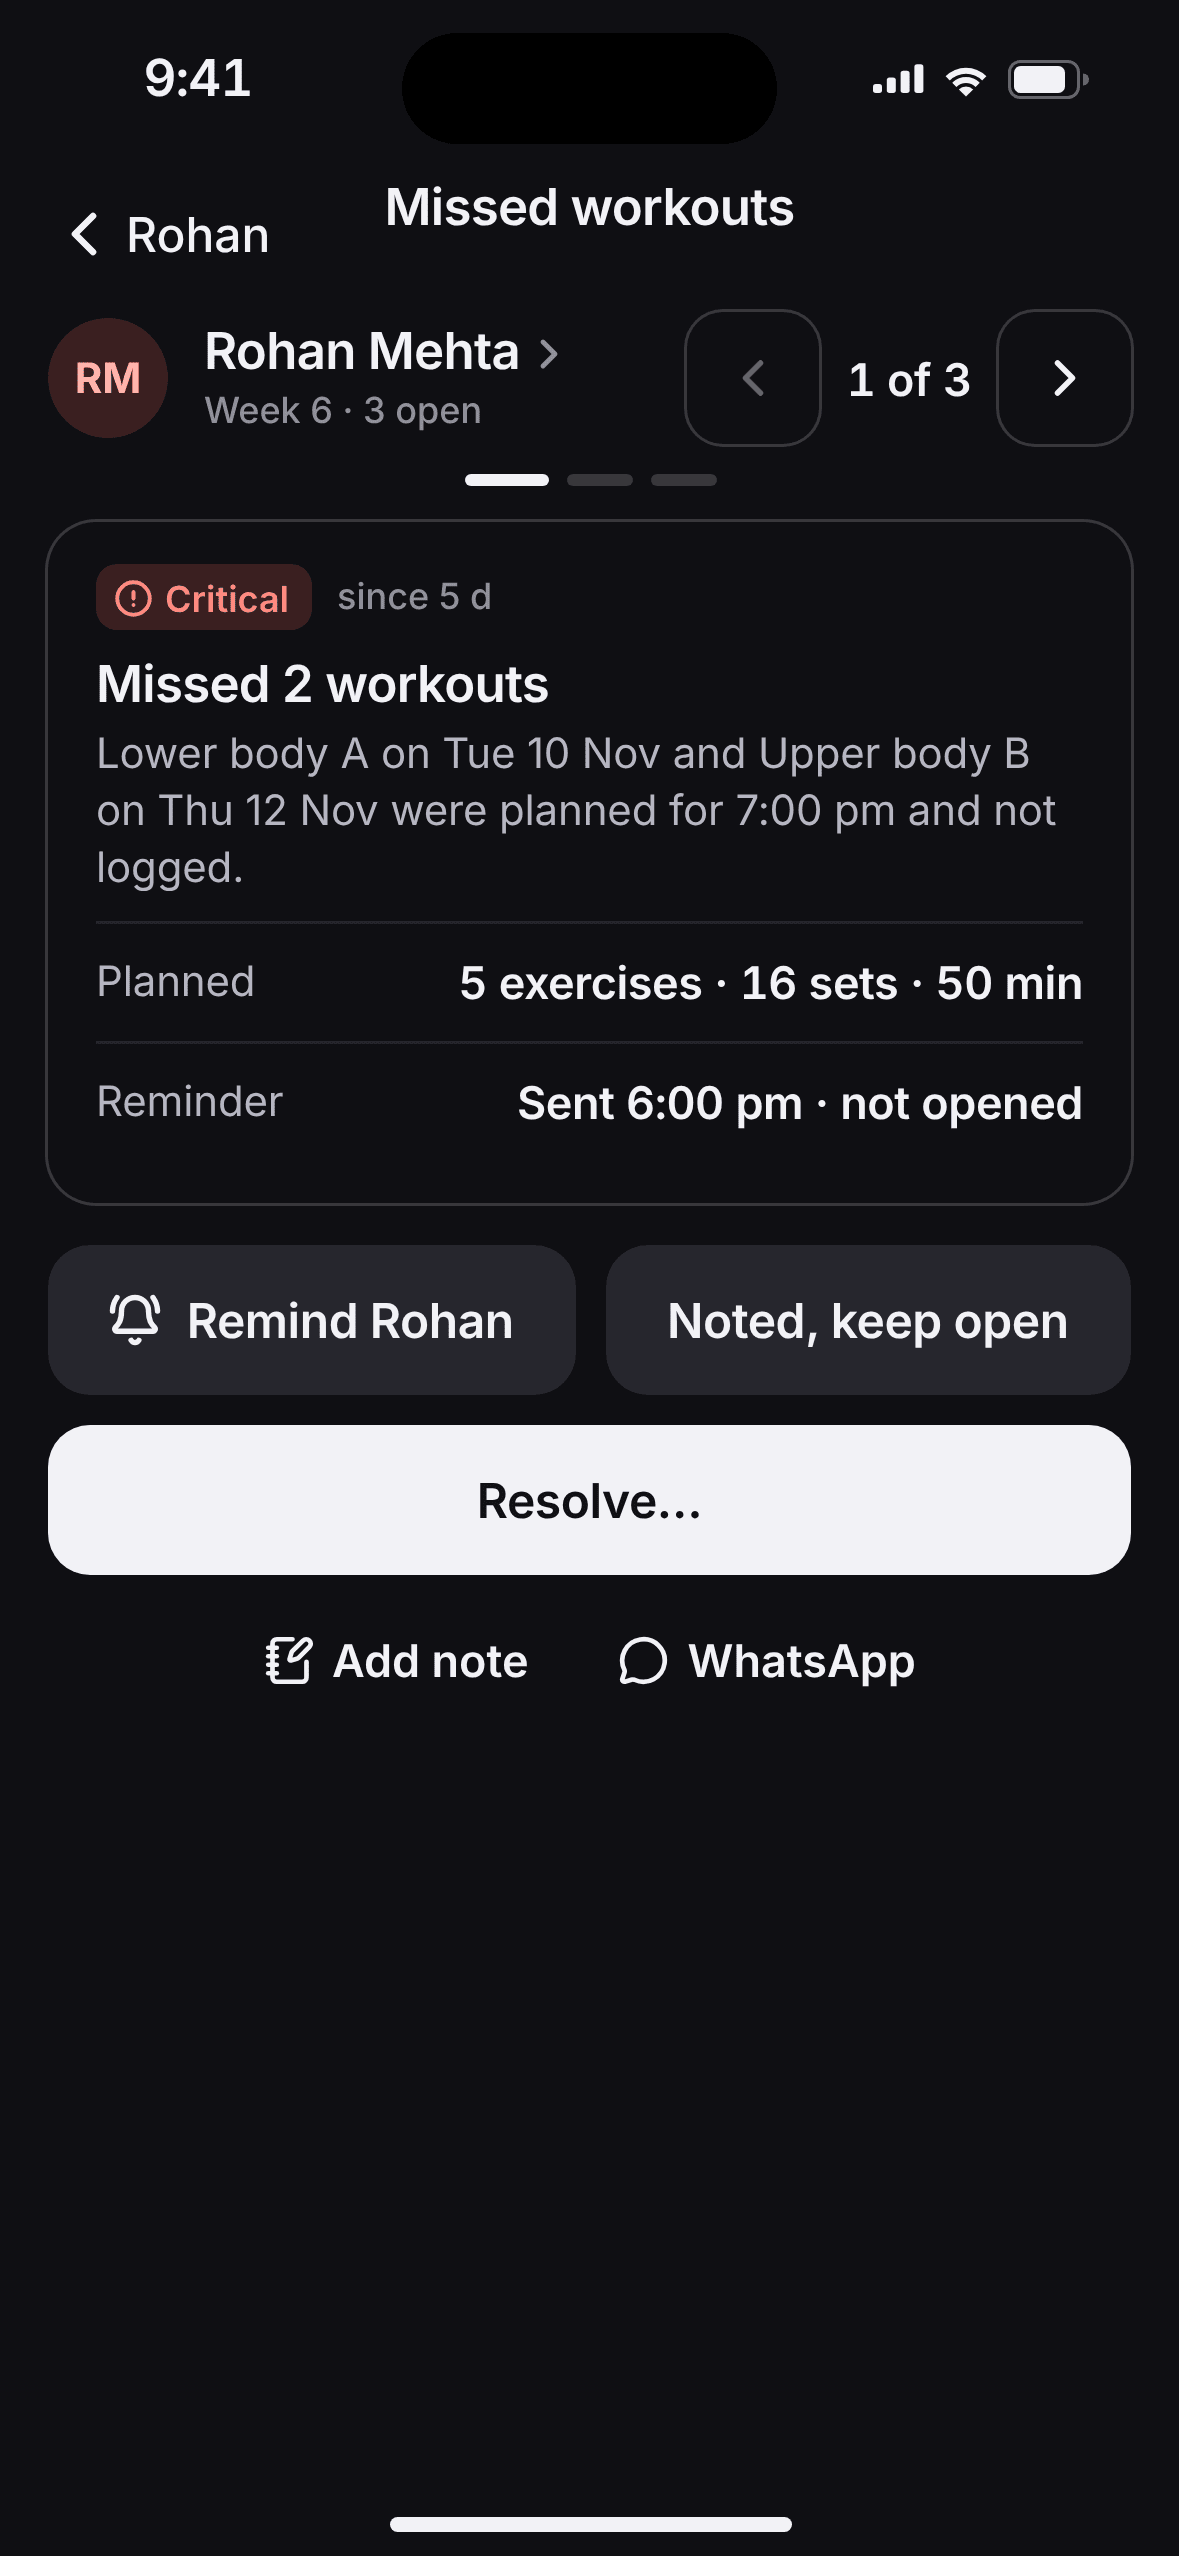 9:41
Missed workouts
Rohan
RM
Rohan Mehta
Week 6 · 3 open
1 of 3
Critical
since 5 d
Missed 2 workouts
Lower body A on Tue 10 Nov and Upper body B
on Thu 12 Nov were planned for 7:00 pm and not
logged.
Planned
5 exercises · 16 sets · 50 min
Reminder
Sent 6:00 pm · not opened
Remind Rohan
Noted, keep open
Resolve...
Add note
WhatsApp